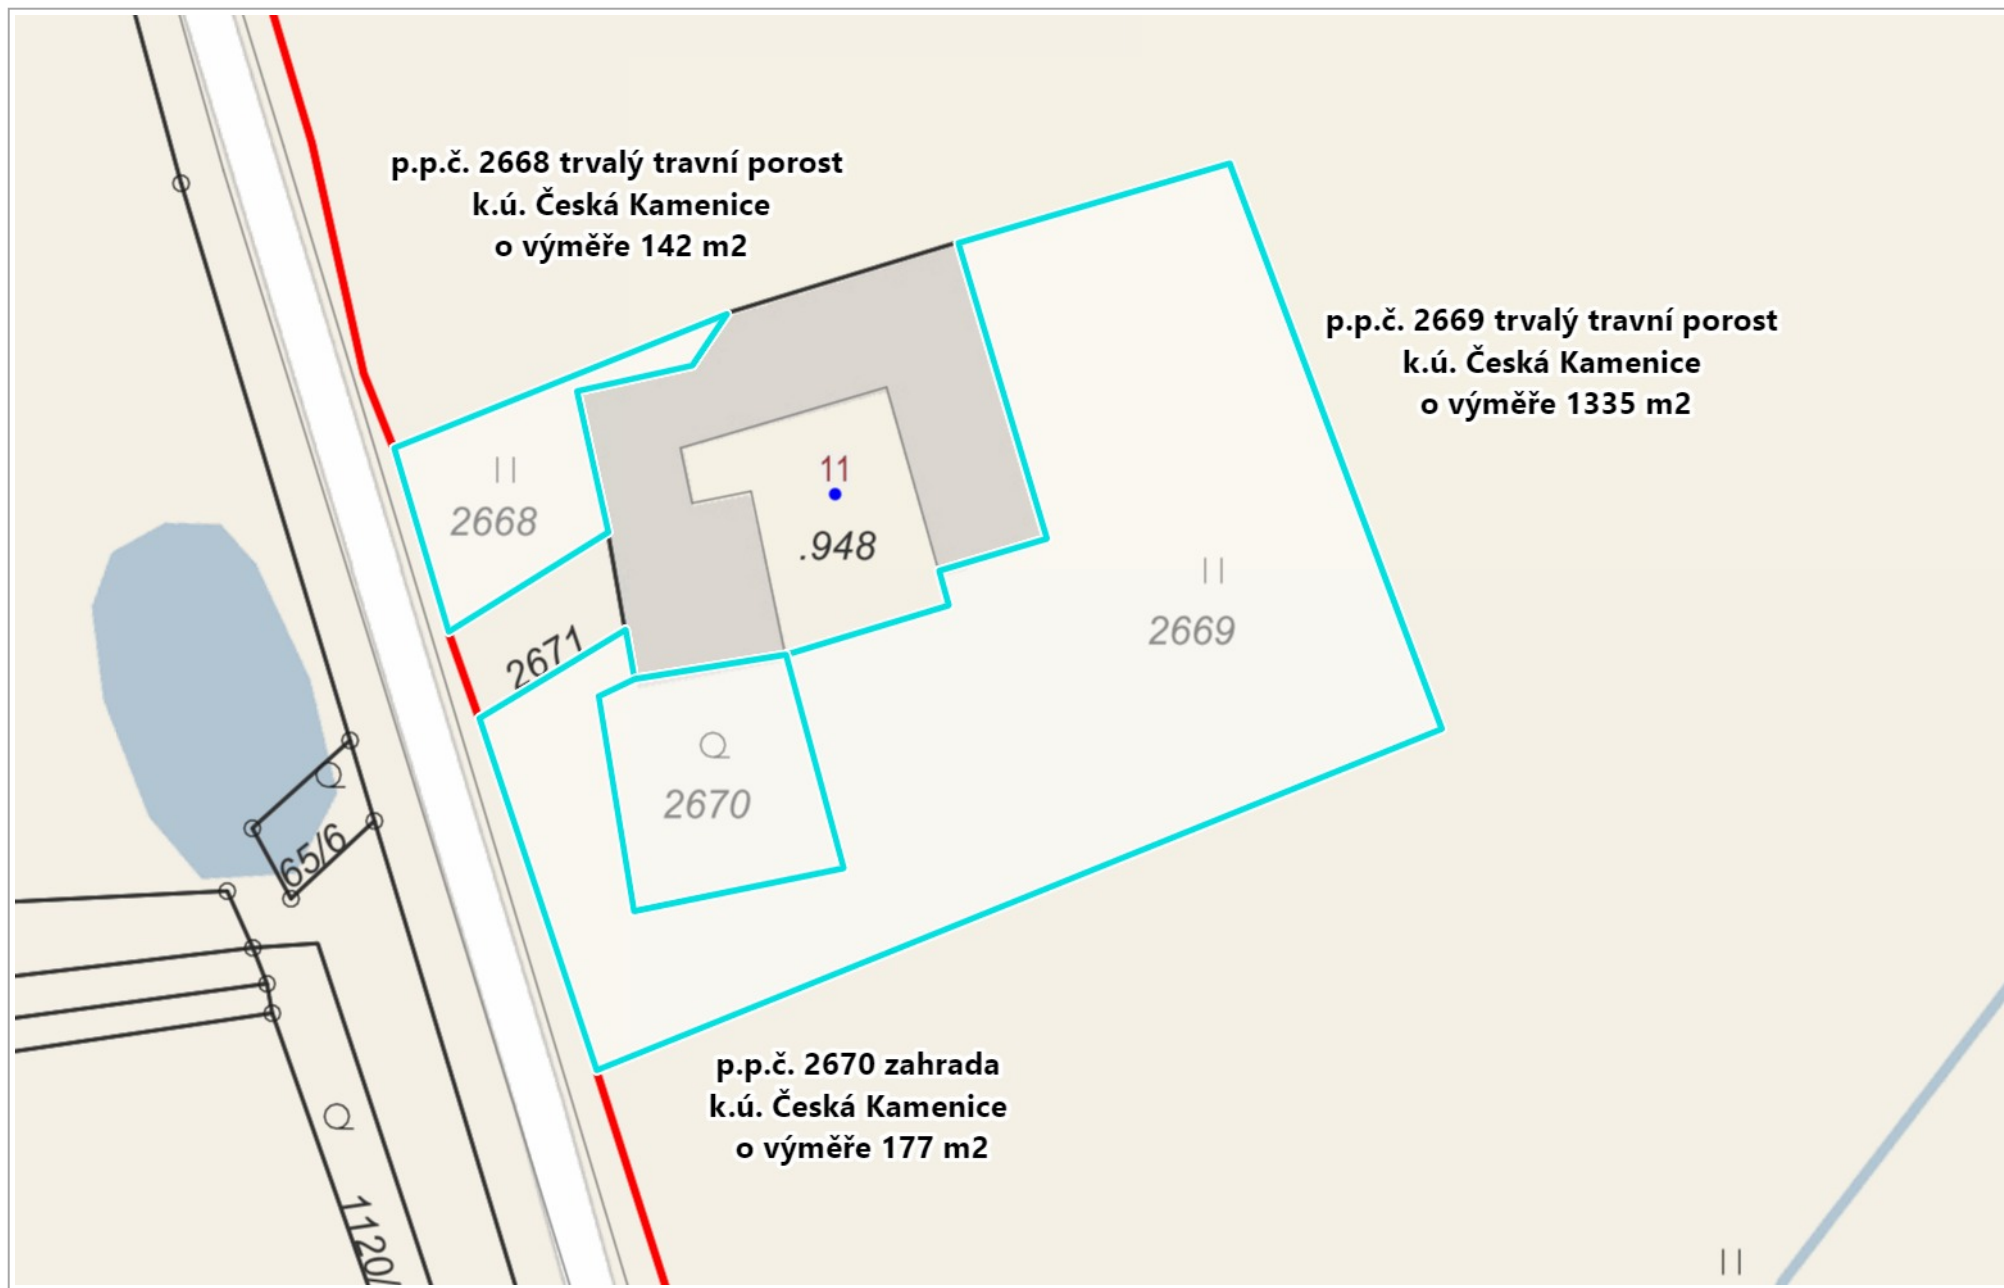 p.p.č. 2668 trvalý travní porost
k.ú. Česká Kamenice
o výměře 142 m2
p.p.č. 2669 trvalý travní porost
k.ú. Česká Kamenice
o výměře 1335 m2
11
2668
.948
2669
2671
2670
65/6
p.p.č. 2670 zahrada
k.ú. Česká Kamenice
o výměře 177 m2
1120/